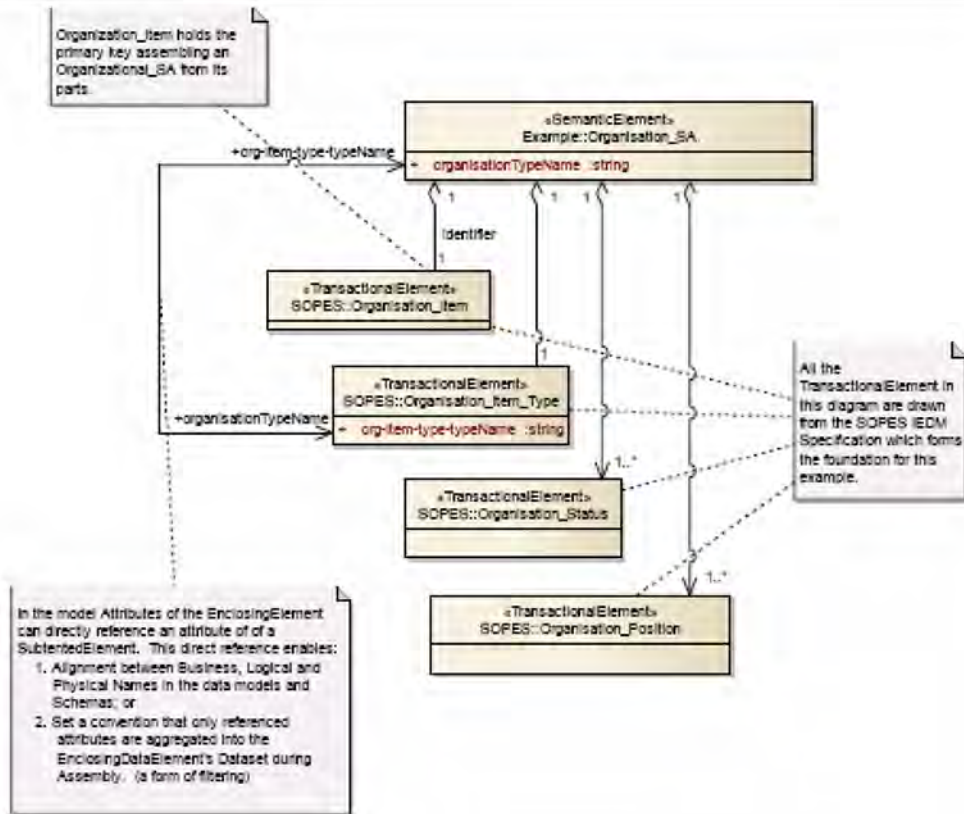 Organization_Item holds the
primary key assembling an
Organizational_SA from its
parts.
«SemanticElement»
Example::Organisation_SA
+ organisationTypeName :string
+org-item-type-typeName
1
1
1
1
Identifier
1
«TransactionalElement»
SOPES::Organisation_Item
1
«TransactionalElement»
SOPES::Organisation_Item_Type
+ org-item-type-typeName :string
+organisationTypeName
All the
TransactionalElement in
this diagram are drawn
from the SOPES IEDM
Specification which forms
the foundation for this
example.
1..*
«TransactionalElement»
SOPES::Organisation_Status
1..*
«TransactionalElement»
SOPES::Organisation_Position
In the model Attributes of the EnclosingElement
can directly reference an attribute of of a
SubtentedElement. This direct reference enables:
1. Alignment between Business, Logical and
Physical Names in the data models and
Schemas; or
2. Set a convention that only referenced
attributes are aggregated into the
EnclosingDataElement's Dataset during
Assembly. (a form of filtering)